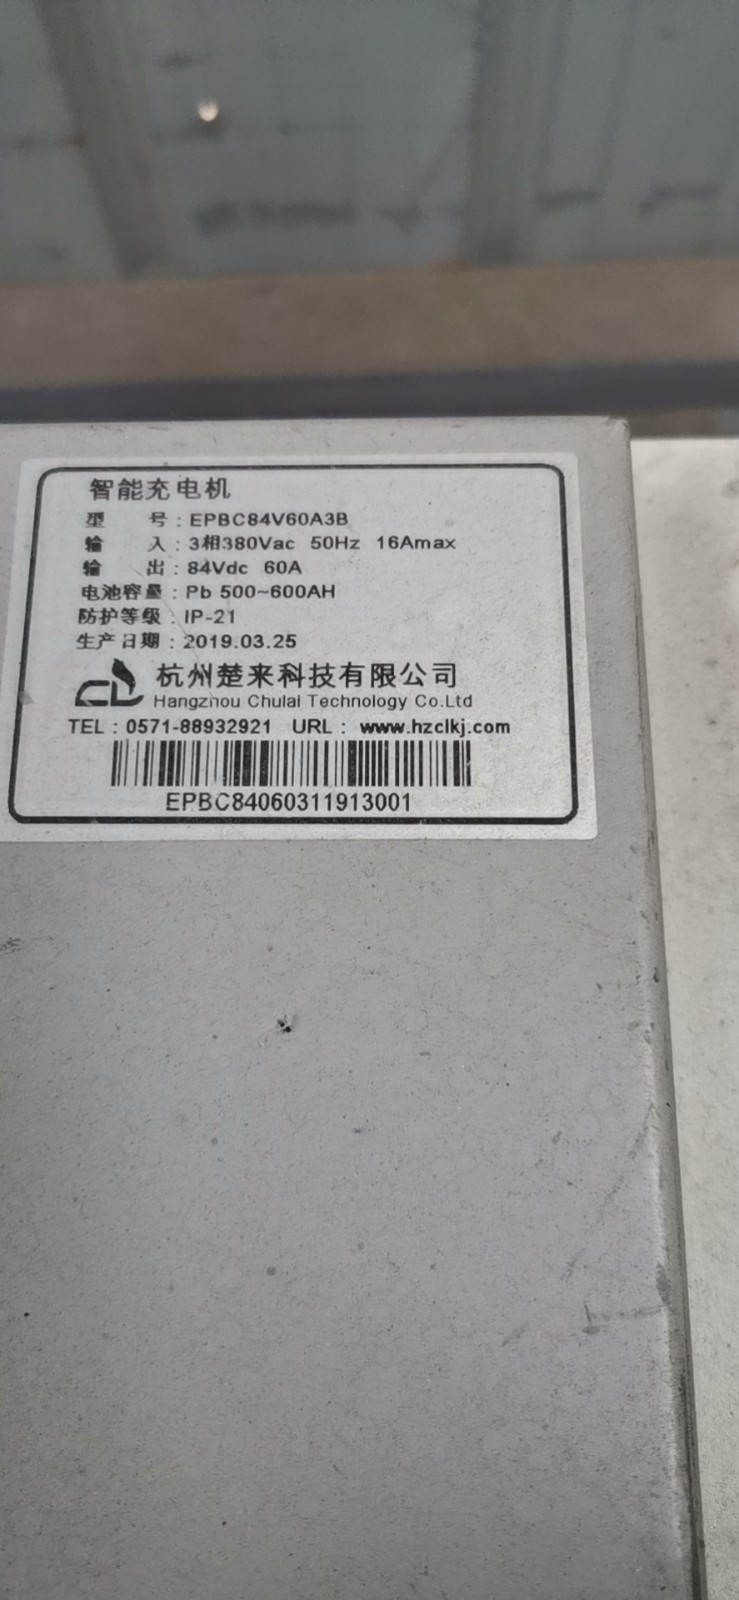 智能充电机
型 号：EPBC84V60A3B
输 入：3相380Vac 50Hz 16Amax
输 出：84Vdc 60A
电池容量：Pb 500~600AH
防护等级：IP-21
生产日期：2019.03.25
杭州楚来科技有限公司
Hangzhou Chulai Technology Co.Ltd
TEL：0571-88932921 URL：www.hzclkj.com
EPBC84060311913001